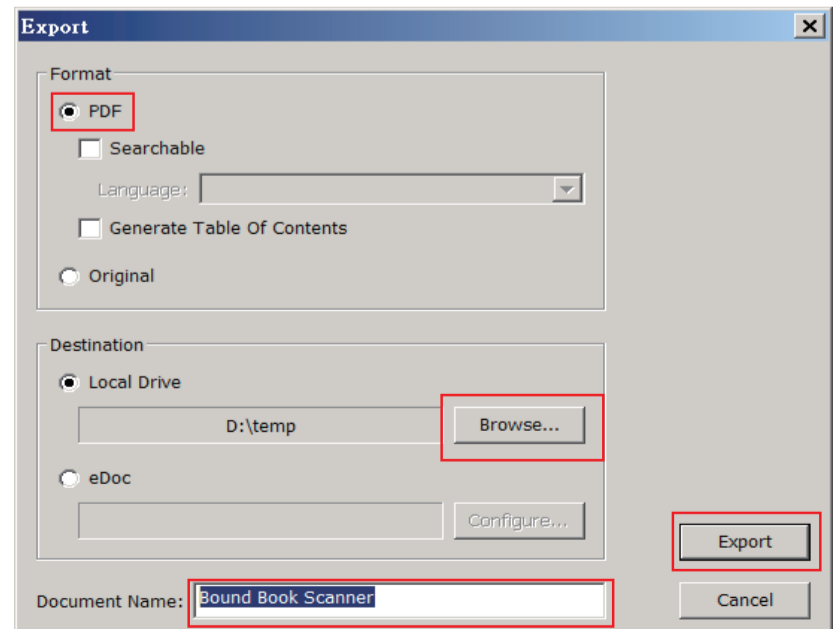 Export
Format
PDF
Searchable
Language:
Generate Table Of Contents
Original
Destination
Local Drive
D:\temp
Browse...
eDoc
Configure...
Export
Document Name: Bound Book Scanner
Cancel